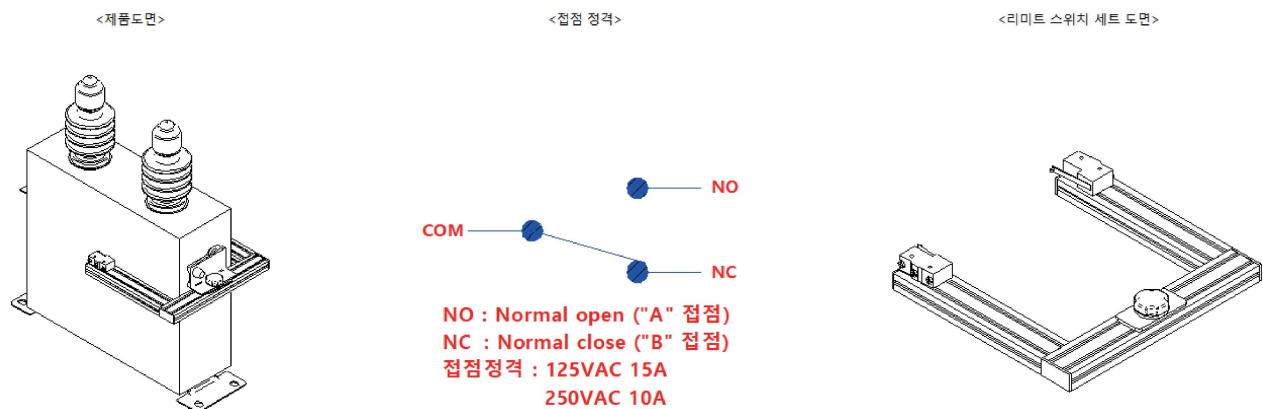 <제품도면>
<접점 정격>
<리미트 스위치 세트 도면>
NO
COM
NC
NO : Normal open ("A" 접점)
NC : Normal close ("B" 접점)
접점정격 : 125VAC 15A
250VAC 10A